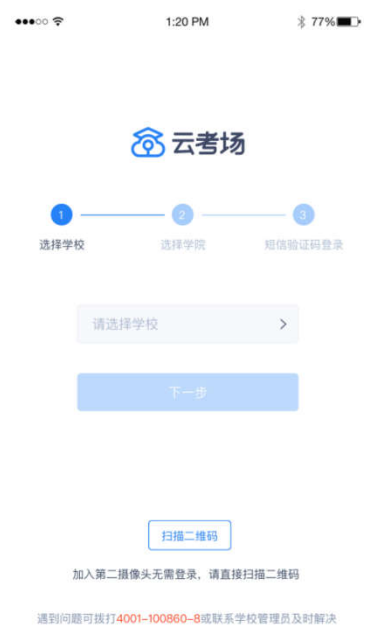 1:20 PM 77%
云考场
1 2 3
选择学校 选择学院 短信验证码登录
请选择学校
下一步
扫描二维码
加入第二摄像头无需登录，请直接扫描二维码
遇到问题可拨打4001-100860-8或联系学校管理员及时解决